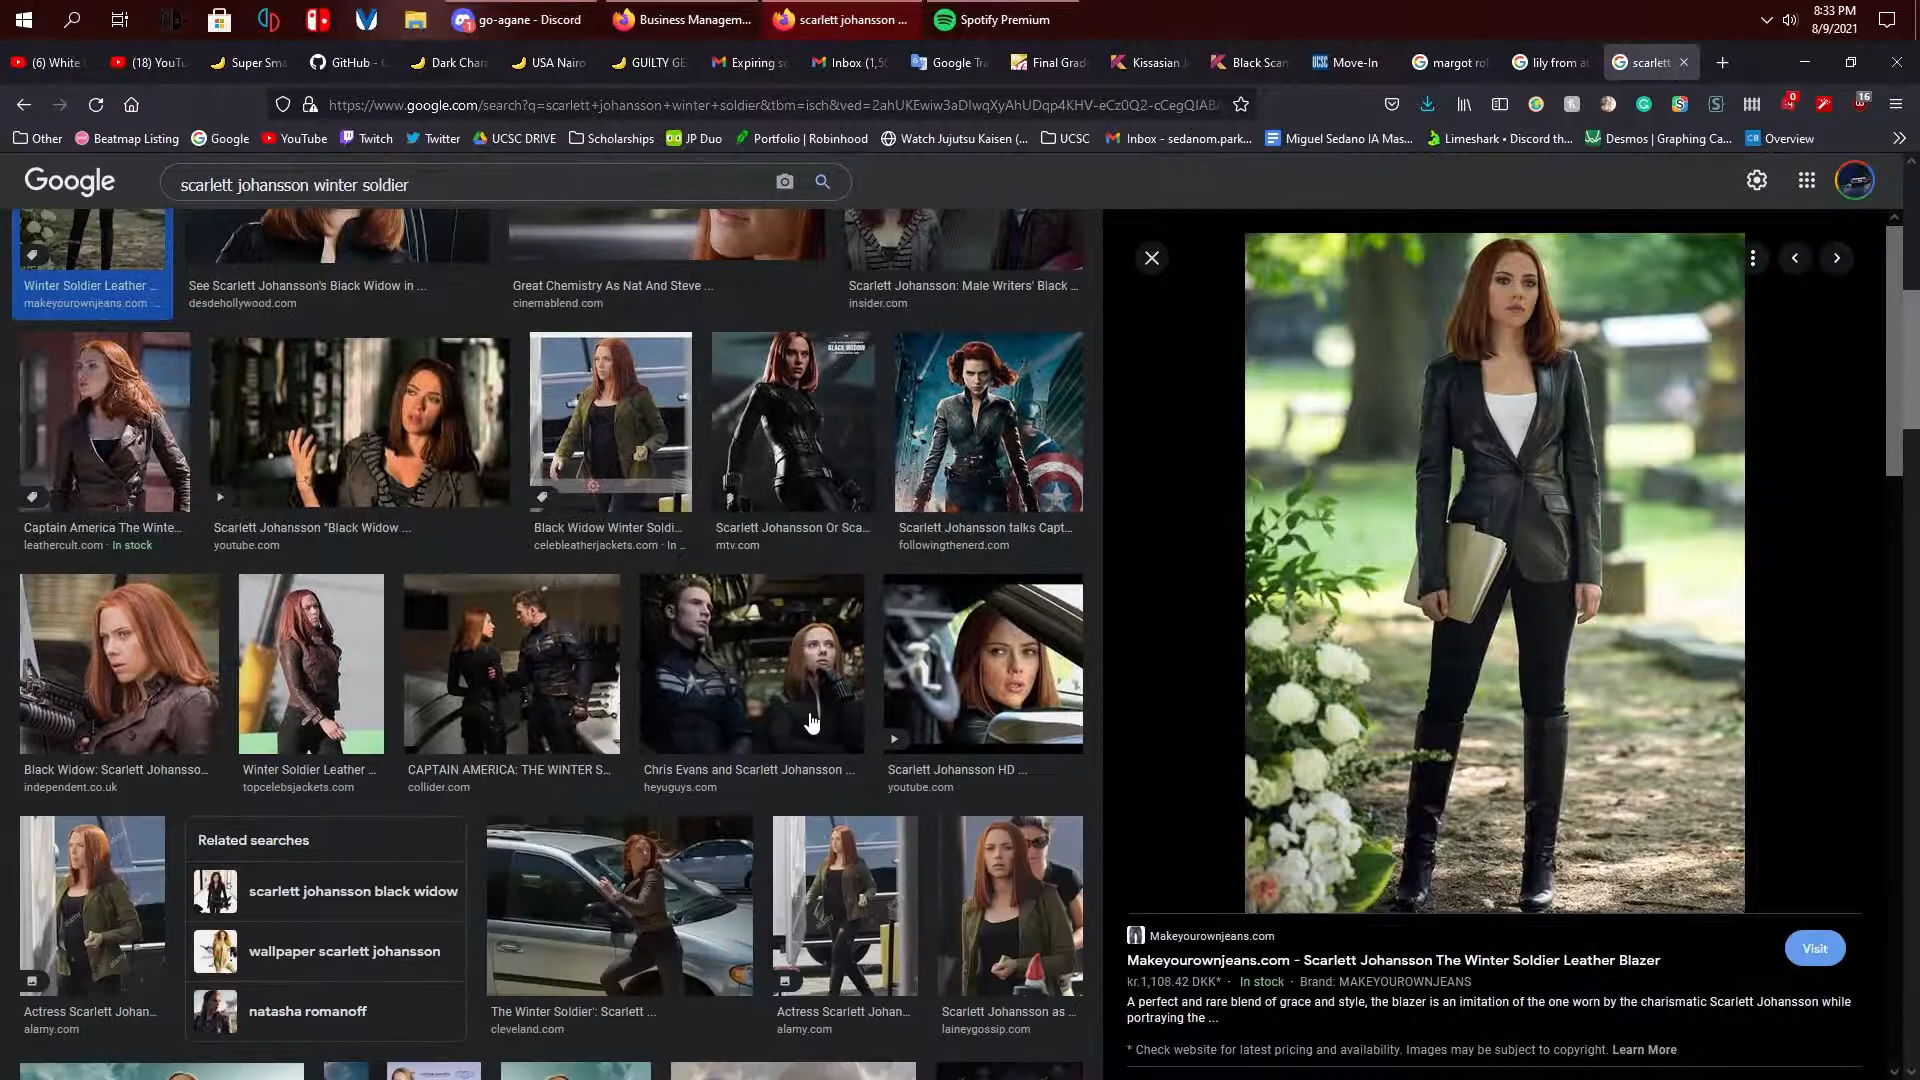 go-agane - Discord
Business Managem...
scarlett johansson ...
Spotify Premium
8:33 PM
8/9/2021
(6) White
(18) YouTu
Super Sma
GitHub -
Dark Chara
USA Nairo
GUILTY GE
Expiring
Inbox (1,5
Google Tra
Final Grad
Kissasian
Black Scan
Move-In
margot ro
lily from a
scarlett
https://www.google.com/search?q=scarlett+johansson+winter+soldier&tbm=isch&ved=2ahUKEwiw3aDIwqXyAhUDqp4KHV-eCz0Q2-cCegQIABA
16
0
Other
Beatmap Listing
Google
YouTube
Twitch
Twitter
UCSC DRIVE
Scholarships
JP Duo
Portfolio | Robinhood
Watch Jujutsu Kaisen (...
UCSC
Inbox - sedanom.park...
Miguel Sedano IA Mas...
Limeshark • Discord th...
Desmos | Graphing Ca...
Overview
Google
scarlett johansson winter soldier
Winter Soldier Leather ...
makeyourownjeans.com ·
See Scarlett Johansson's Black Widow in ...
desdehollywood.com
Great Chemistry As Nat And Steve ...
cinemablend.com
Scarlett Johansson: Male Writers' Black ...
insider.com
BLACK WIDOW
Captain America The Winte...
leathercult.com · In stock
Scarlett Johansson "Black Widow ...
youtube.com
Black Widow Winter Soldi...
celebleatherjackets.com · In ...
Scarlett Johansson Or Sca...
mtv.com
Scarlett Johansson talks Capt...
followingthenerd.com
Black Widow: Scarlett Johansso...
independent.co.uk
Winter Soldier Leather ...
topcelebsjackets.com
CAPTAIN AMERICA: THE WINTER S...
collider.com
Chris Evans and Scarlett Johansson ...
heyuguys.com
Scarlett Johansson HD ...
youtube.com
Related searches
scarlett johansson black widow
wallpaper scarlett johansson
natasha romanoff
alamy
alamy
alamy
Actress Scarlett Johan...
alamy.com
The Winter Soldier': Scarlett ...
cleveland.com
Actress Scarlett Johan...
alamy.com
Scarlett Johansson as ...
laineygossip.com
Makeyourownjeans.com
Makeyourownjeans.com - Scarlett Johansson The Winter Soldier Leather Blazer
Visit
kr.1,108.42 DKK* · In stock · Brand: MAKEYOUROWNJEANS
A perfect and rare blend of grace and style, the blazer is an imitation of the one worn by the charismatic Scarlett Johansson while
portraying the ...
* Check website for latest pricing and availability. Images may be subject to copyright. Learn More